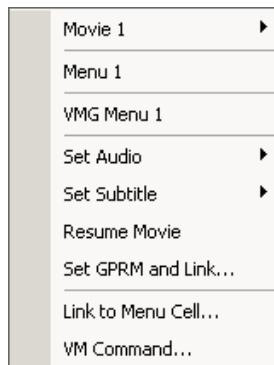 Movie 1
Menu 1
VMG Menu 1
Set Audio
Set Subtitle
Resume Movie
Set GPRM and Link...
Link to Menu Cell...
VM Command...